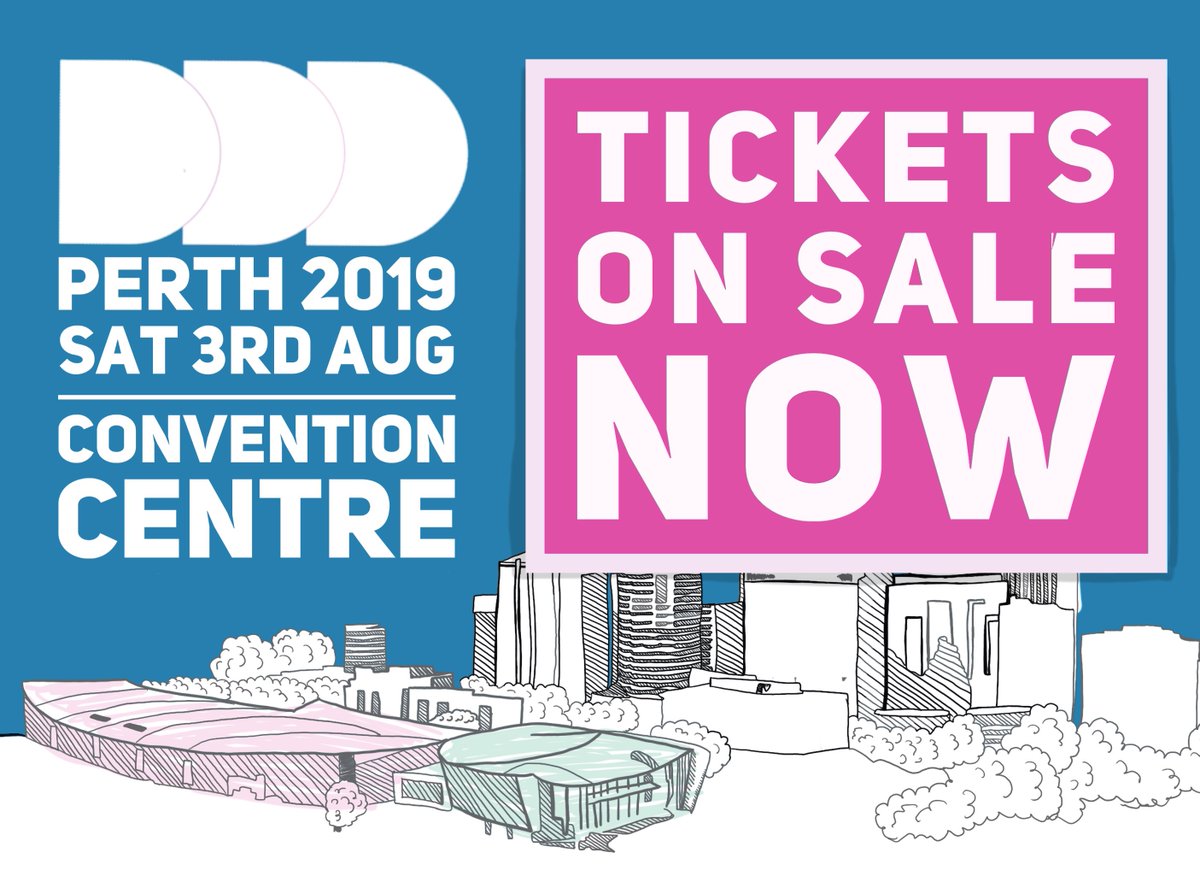 DDD
PERTH 2019
SAT 3RD AUG
CONVENTION
CENTRE
TICKETS
ON SALE
NOW